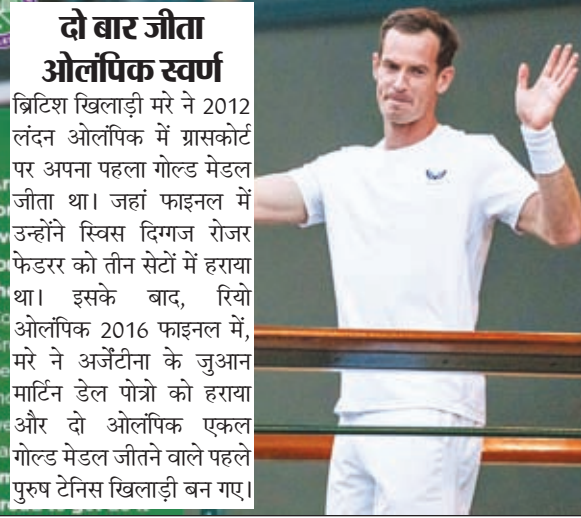 दो बार जीता
ओलंपिक स्वर्ण
ब्रिटिश खिलाड़ी मरे ने 2012
लंदन ओलंपिक में ग्रासकोर्ट
पर अपना पहला गोल्ड मेडल
जीता था। जहां फाइनल में
उन्होंने स्विस दिग्गज रोजर
फेडरर को तीन सेटों में हराया
था। इसके बाद, रियो
ओलंपिक 2016 फाइनल में,
मरे ने अर्जेंटीना के जुआन
मार्टिन डेल पोत्रो को हराया
और दो ओलंपिक एकल
गोल्ड मेडल जीतने वाले पहले
पुरुष टेनिस खिलाड़ी बन गए।